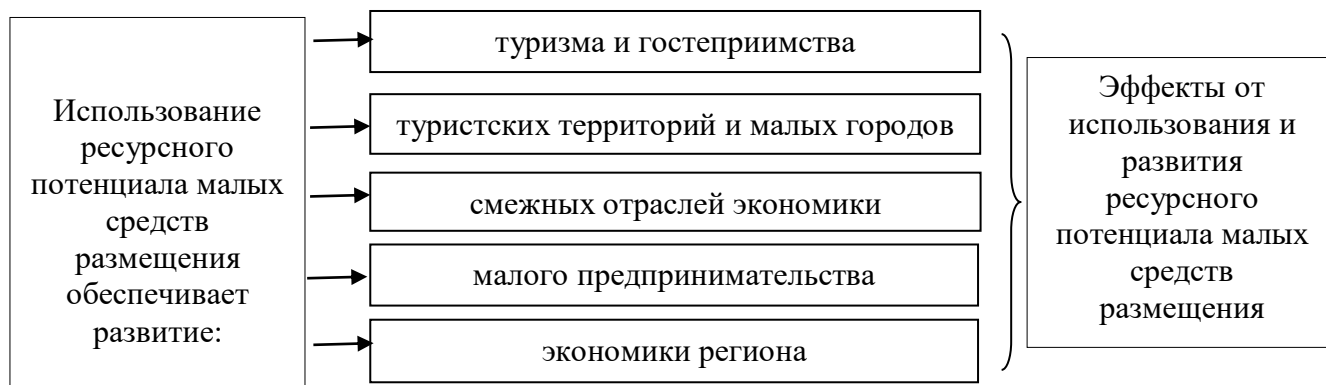 Использование
ресурсного
потенциала малых
средств
размещения
обеспечивает
развитие:
туризма и гостеприимства
туристских территорий и малых городов
смежных отраслей экономики
малого предпринимательства
экономики региона
Эффекты от
использования и
развития
ресурсного
потенциала малых
средств
размещения